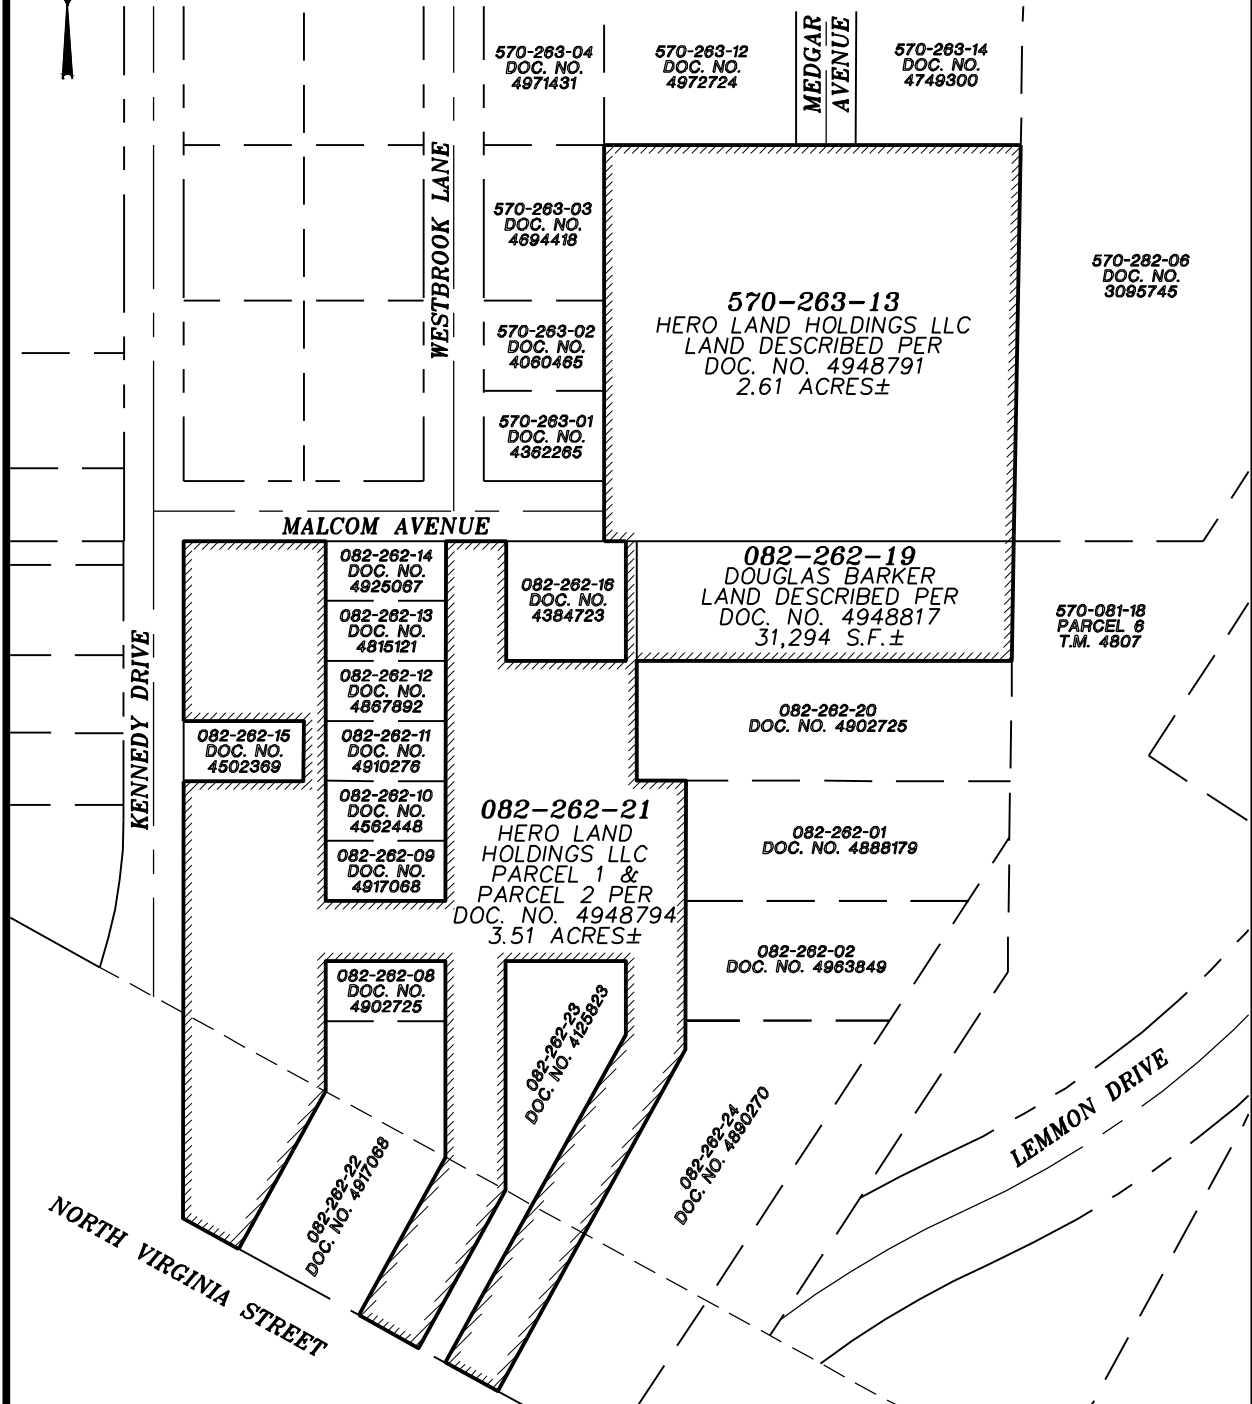 570-263-04
DOC. NO.
4971431
570-263-12
DOC. NO.
4972724
MEDGAR
AVENUE
570-263-14
DOC. NO.
4749300
WESTBROOK LANE
570-263-03
DOC. NO.
4694418
570-282-06
DOC. NO.
3095745
570-263-13
HERO LAND HOLDINGS LLC
LAND DESCRIBED PER
DOC. NO. 4948791
2.61 ACRES±
570-263-02
DOC. NO.
4060465
570-263-01
DOC. NO.
4362265
MALCOM AVENUE
082-262-14
DOC. NO.
4925067
082-262-16
DOC. NO.
4384723
082-262-19
DOUGLAS BARKER
LAND DESCRIBED PER
DOC. NO. 4948817
31,294 S.F.±
570-081-18
PARCEL 6
T.M. 4807
082-262-13
DOC. NO.
4815121
KENNEDY DRIVE
082-262-12
DOC. NO.
4867892
082-262-20
DOC. NO. 4902725
082-262-15
DOC. NO.
4502369
082-262-11
DOC. NO.
4910276
082-262-10
DOC. NO.
4562448
082-262-21
HERO LAND
HOLDINGS LLC
PARCEL 1 &
PARCEL 2 PER
DOC. NO. 4948794
3.51 ACRES±
082-262-01
DOC. NO. 4888179
082-262-09
DOC. NO.
4917068
082-262-02
DOC. NO. 4963849
082-262-08
DOC. NO.
4902725
082-262-23
DOC. NO. 4125823
082-262-24
DOC. NO. 4890270
LEMMON DRIVE
082-262-22
DOC. NO. 4917068
NORTH VIRGINIA STREET